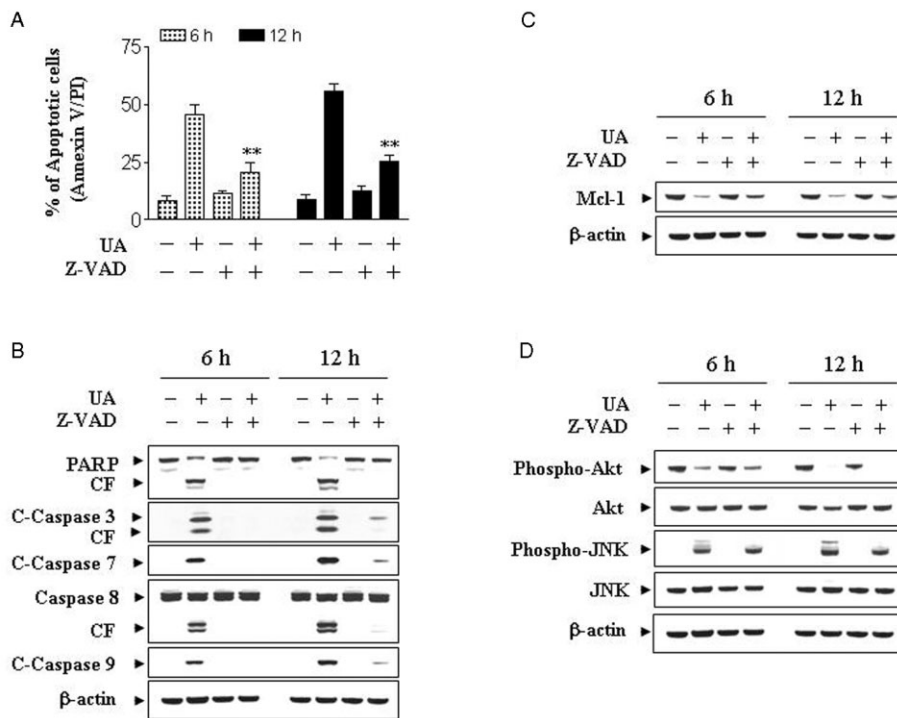 A
6 h 12 h
% of Apoptotic cells
(Annexin V/PI)
75
50
25
0
** **
UA − + − + − + − +
Z-VAD − − + + − − + +
B
6 h 12 h
UA − + − + − + − +
Z-VAD − − + + − − + +
PARP
CF
C-Caspase 3
CF
C-Caspase 7
Caspase 8
CF
C-Caspase 9
β-actin
C
6 h 12 h
UA − + − + − + − +
Z-VAD − − + + − − + +
Mcl-1
β-actin
D
6 h 12 h
UA − + − + − + − +
Z-VAD − − + + − − + +
Phospho-Akt
Akt
Phospho-JNK
JNK
β-actin